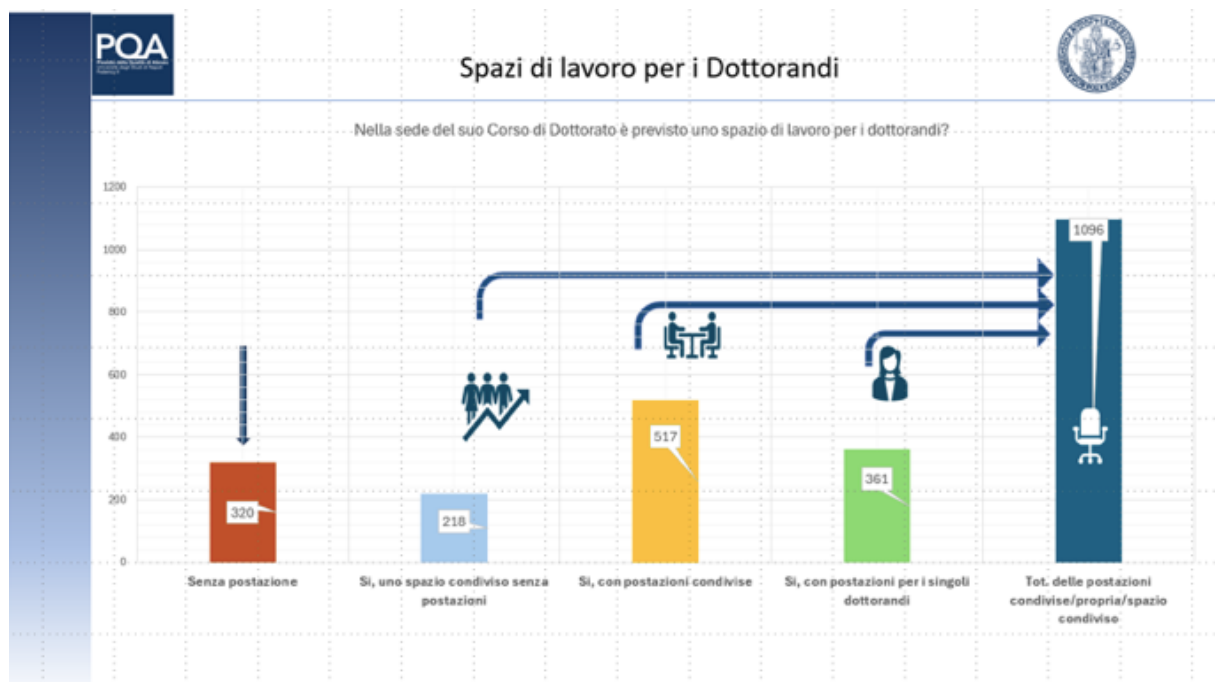 PQA
Spazi di lavoro per i Dottorandi
Nella sede del suo Corso di Dottorato è previsto uno spazio di lavoro per i dottorandi?
1200
1000
800
600
400
200
0
1096
517
361
320
218
Senza postazione
Si, uno spazio condiviso senza
postazioni
Si, con postazioni condivise
Si, con postazioni per i singoli
dottorandi
Tot. delle postazioni
condivise/propria/spazio
condiviso